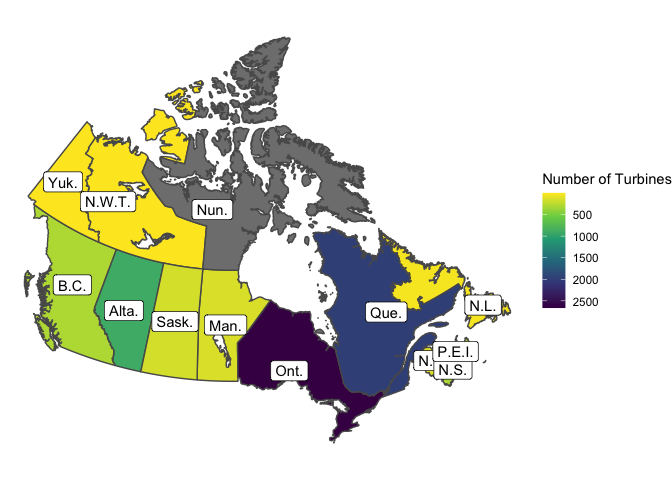 Number of Turbines
500
1000
1500
2000
2500
Yuk.
N.W.T.
Nun.
B.C.
Alta.
Sask.
Man.
Ont.
Que.
N.L.
N.
P.E.I.
N.S.